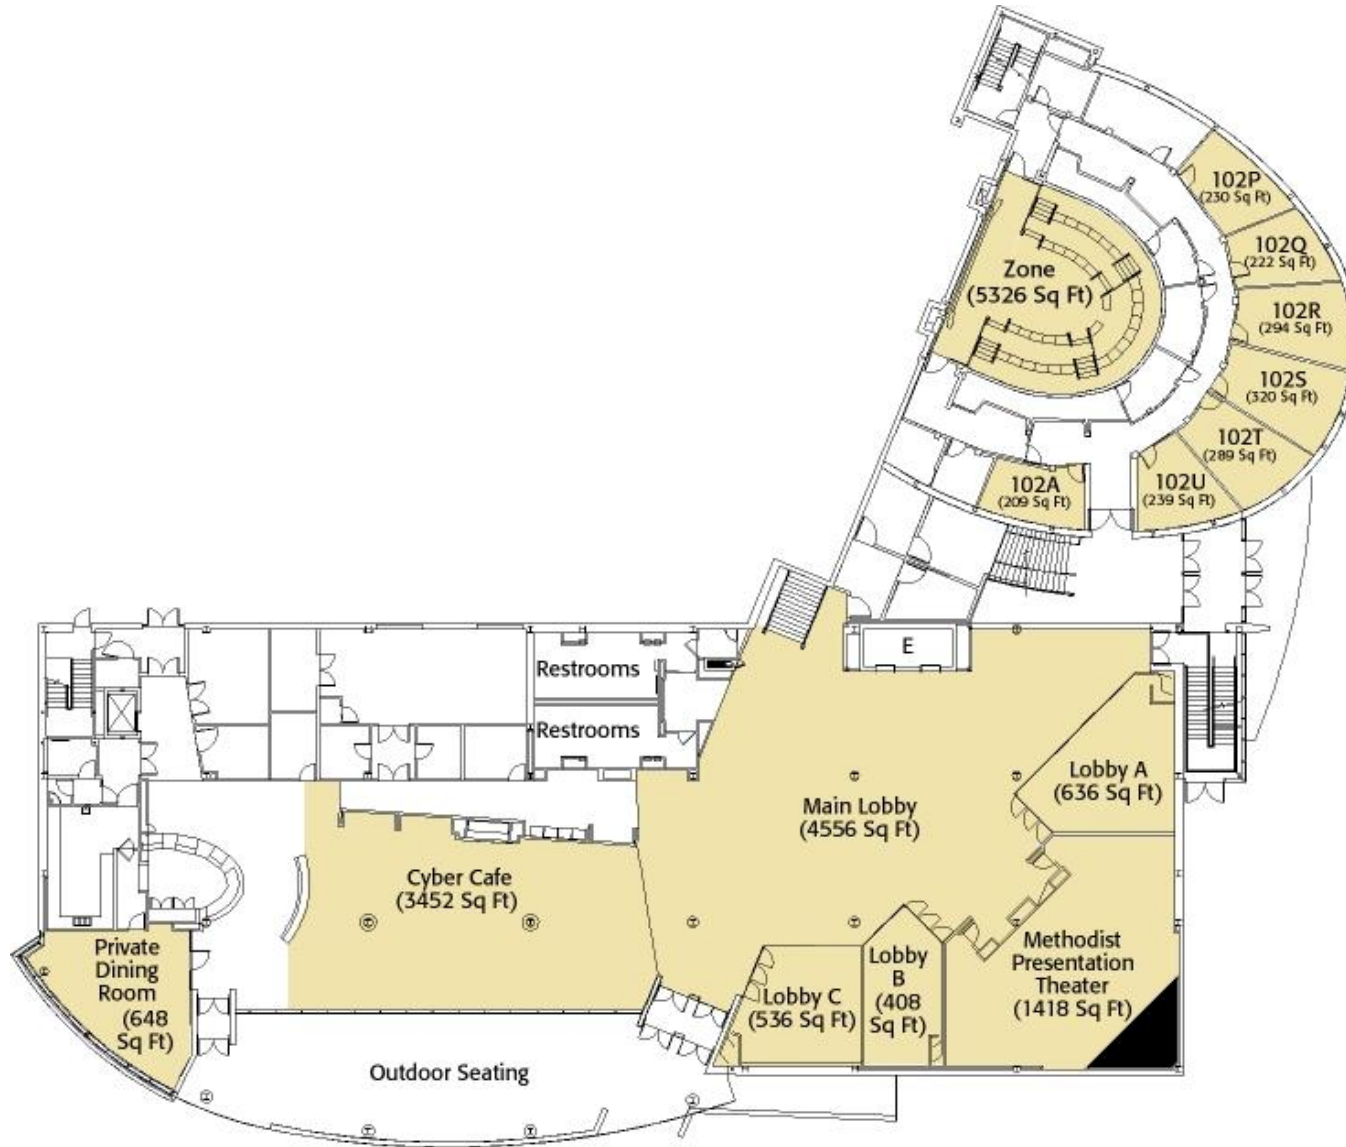 102P
(230 Sq Ft)
102Q
(222 Sq Ft)
Zone
(5326 Sq Ft)
102R
(294 Sq Ft)
102S
(320 Sq Ft)
102T
(289 Sq Ft)
102A
(209 Sq Ft)
102U
(239 Sq Ft)
E
Restrooms
Restrooms
Lobby A
(636 Sq Ft)
Main Lobby
(4556 Sq Ft)
Cyber Cafe
(3452 Sq Ft)
Private
Dining
Room
(648
Sq Ft)
Lobby
B
(408
Sq Ft)
Methodist
Presentation
Theater
(1418 Sq Ft)
Lobby C
(536 Sq Ft)
Outdoor Seating